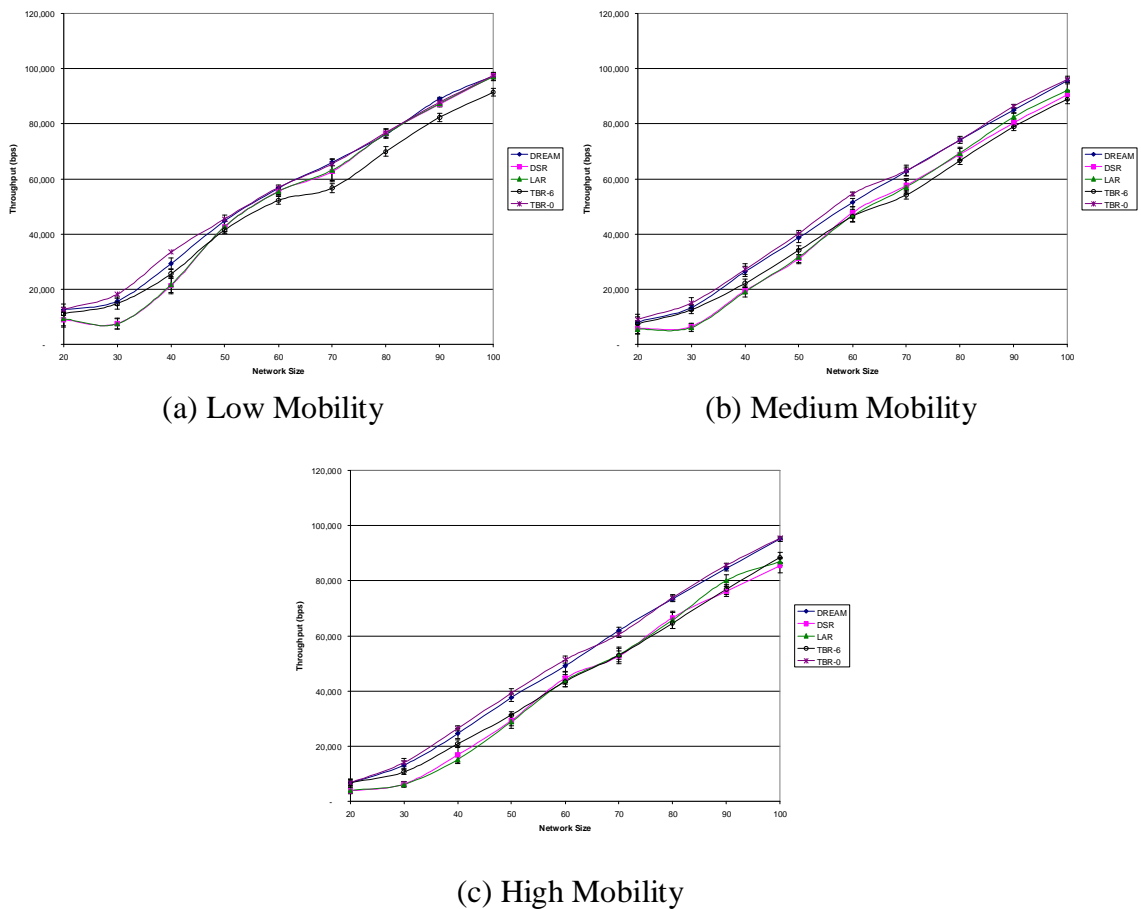 120,000
100,000
80,000
60,000
40,000
20,000
-
Throughput (bps)
20 30 40 50 60 70 80 90 100
Network Size
DREAM
DSR
LAR
TBR-6
TBR-0
(a) Low Mobility
120,000
100,000
80,000
60,000
40,000
20,000
-
Throughput (bps)
20 30 40 50 60 70 80 90 100
Network Size
DREAM
DSR
LAR
TBR-6
TBR-0
(b) Medium Mobility
120,000
100,000
80,000
60,000
40,000
20,000
-
Throughput (bps)
20 30 40 50 60 70 80 90 100
Network Size
DREAM
DSR
LAR
TBR-6
TBR-0
(c) High Mobility